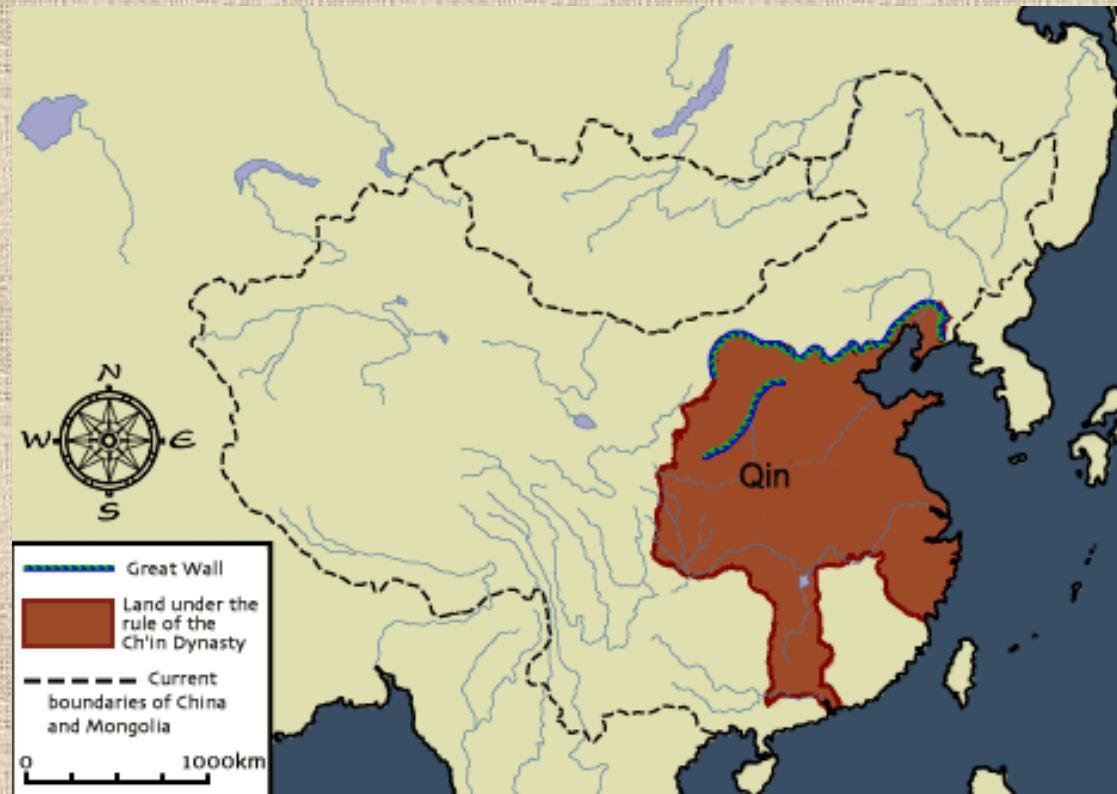 N
W E
S
Qin
Great Wall
Land under the
rule of the
Ch'in Dynasty
Current
boundaries of China
and Mongolia
0 1000km